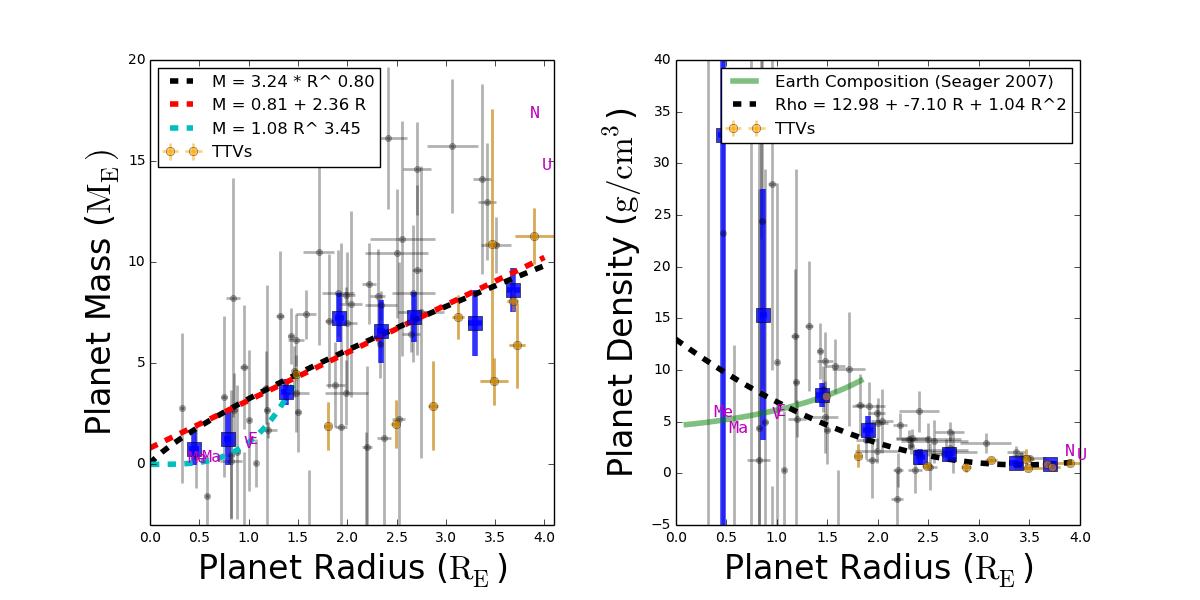 20
15
10
5
0
0.0 0.5 1.0 1.5 2.0 2.5 3.0 3.5 4.0
Planet Mass (M_E)
Planet Radius (R_E)
M = 3.24 * R^ 0.80
M = 0.81 + 2.36 R
M = 1.08 R^ 3.45
TTVs
N
U
V E
Me Ma
40
35
30
25
20
15
10
5
0
−5
0.0 0.5 1.0 1.5 2.0 2.5 3.0 3.5 4.0
Planet Density (g/cm³)
Planet Radius (R_E)
Earth Composition (Seager 2007)
Rho = 12.98 + -7.10 R + 1.04 R^2
TTVs
Me
V E
Ma
N
U